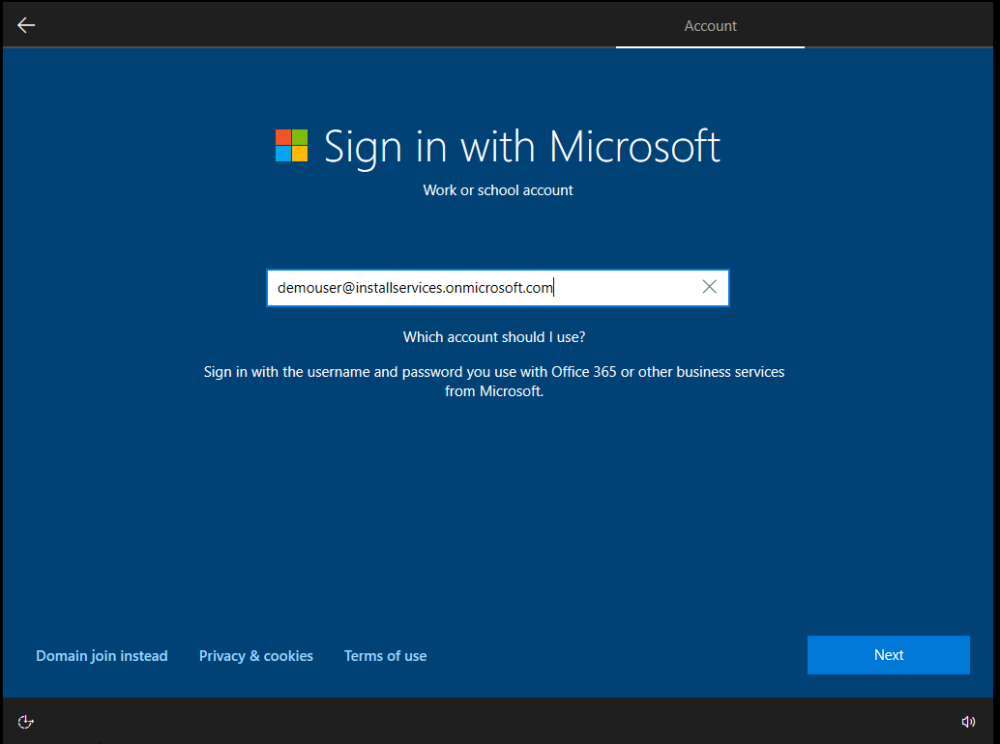 Account
Sign in with Microsoft
Work or school account
demouser@installservices.onmicrosoft.com
Which account should I use?
Sign in with the username and password you use with Office 365 or other business services
from Microsoft.
Domain join instead
Privacy & cookies
Terms of use
Next